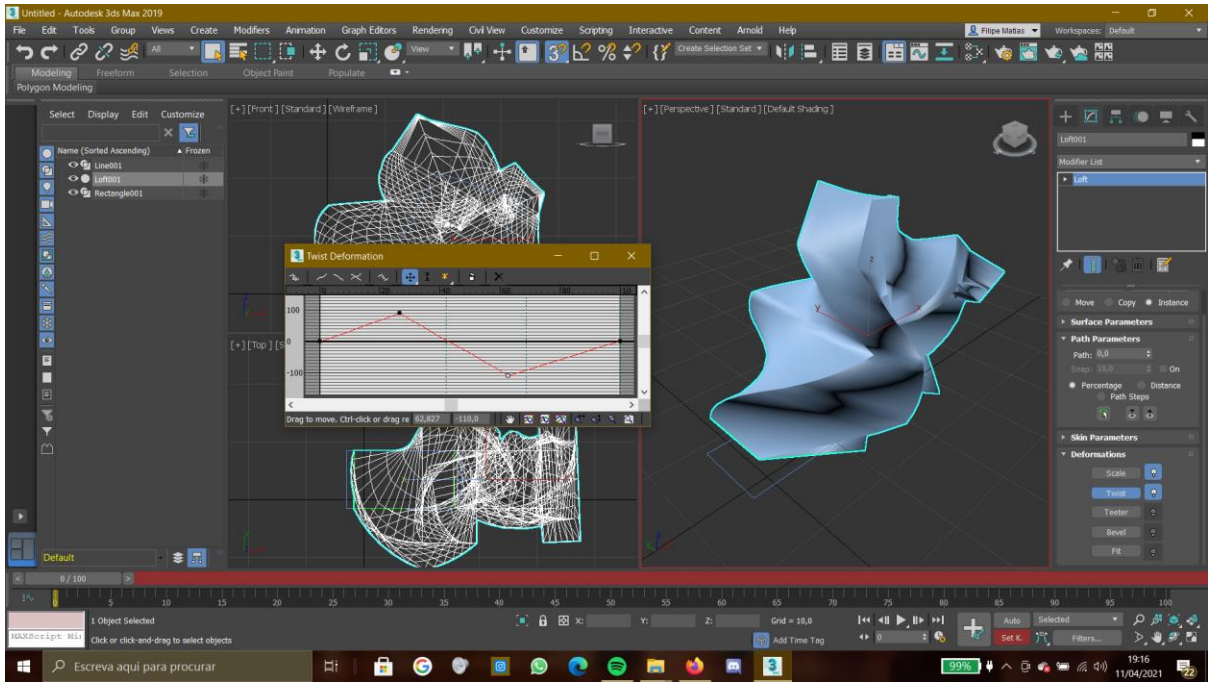 Untitled - Autodesk 3ds Max 2019
File Edit Tools Group Views Create Modifiers Animation Graph Editors Rendering Civil View Customize Scripting Interactive Content Arnold Help Filipe Matias Workspaces: Default
All View Create Selection Set
Modeling Freeform Selection Object Paint Populate
Polygon Modeling
Select Display Edit Customize
Name (Sorted Ascending) Frozen
Line001
Loft001
Rectangle001
[+] [Front ] [Standard ] [Wireframe ]
[+] [Perspective ] [Standard ] [Default Shading ]
Loft001
Modifier List
Loft
Twist Deformation
20 40 60 80
100
0
-100
Drag to move. Ctrl-click or drag re 62,827 -110,0
[+] [Top ]
Move Copy Instance
Surface Parameters
Path Parameters
Path: 0,0
Snap: 10,0 On
Percentage Distance
Path Steps
Skin Parameters
Deformations
Scale
Twist
Teeter
Bevel
Fit
Default
0 / 100
0 5 10 15 20 25 30 35 40 45 50 55 60 65 70 75 80 85 90 95 100
MAXScript Mi
1 Object Selected
Click or click-and-drag to select objects
X: Y: Z: Grid = 10,0
Add Time Tag
0
Auto Selected
Set K. Filters...
Escreva aqui para procurar
99%
19:16
11/04/2021
22